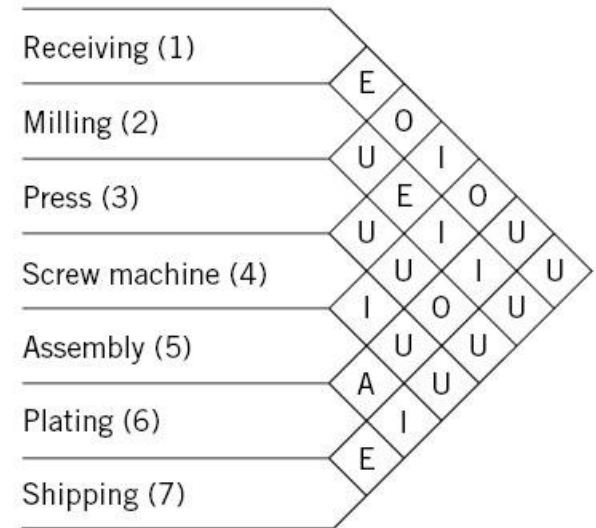 Receiving (1)
E
Milling (2) O
U I
Press (3) E O
U I U
Screw machine (4) U I U
I O U
Assembly (5) U U
A U
Plating (6) I
E
Shipping (7)